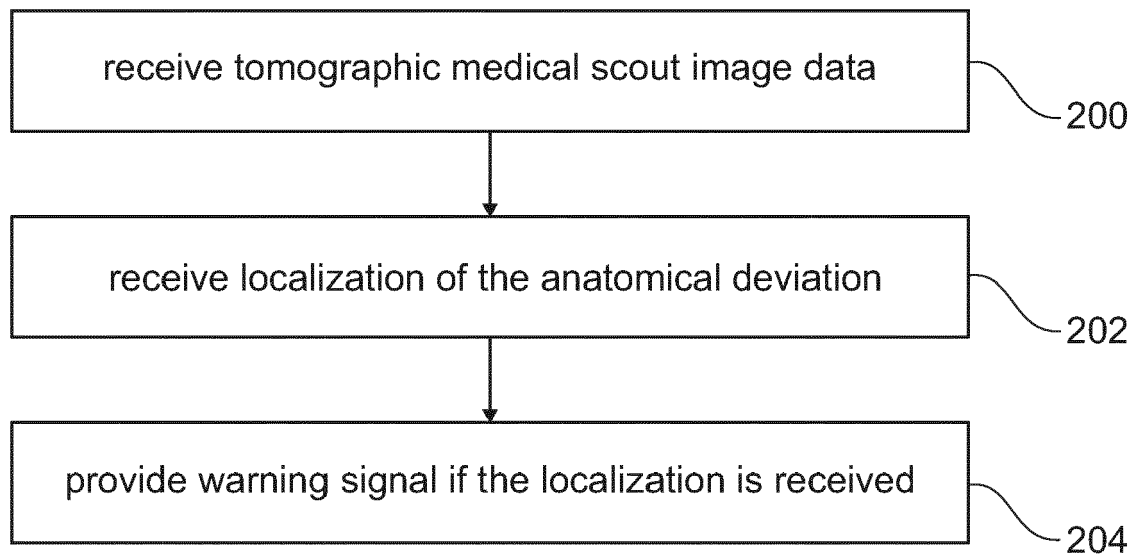 receive tomographic medical scout image data
200
receive localization of the anatomical deviation
202
provide warning signal if the localization is received
204